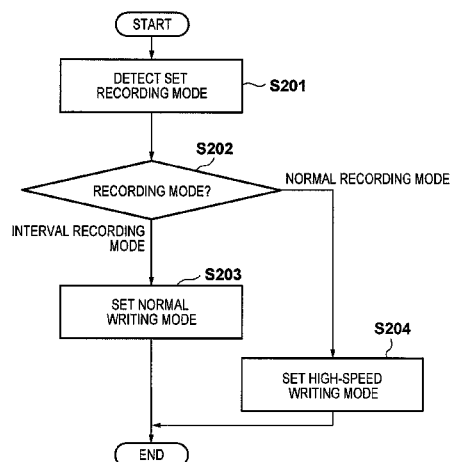 START
DETECT SET
RECORDING MODE
S201
S202
RECORDING MODE?
NORMAL RECORDING MODE
INTERVAL RECORDING
MODE
S203
SET NORMAL
WRITING MODE
S204
SET HIGH-SPEED
WRITING MODE
END